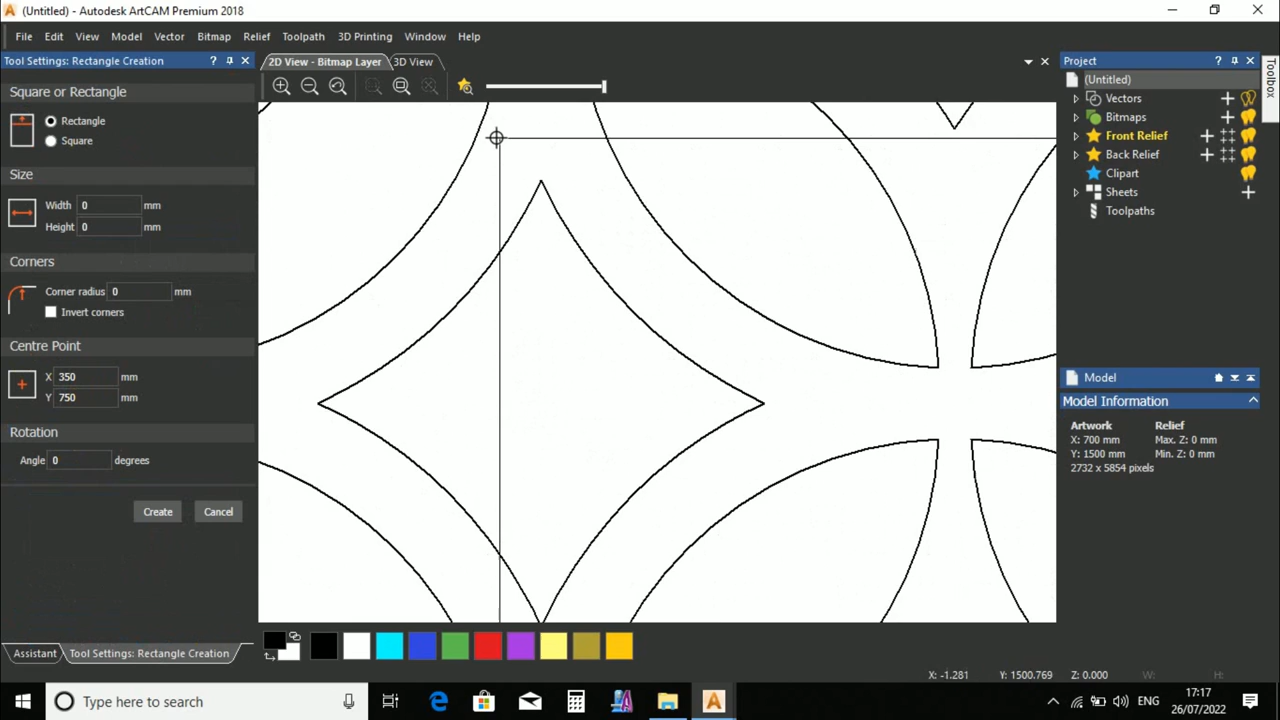 (Untitled) - Autodesk ArtCAM Premium 2018
File Edit View Model Vector Bitmap Relief Toolpath 3D Printing Window Help
Tool Settings: Rectangle Creation ?
Square or Rectangle
Rectangle
Square
Size
Width 0 mm
Height 0 mm
Corners
Corner radius 0 mm
Invert corners
Centre Point
X 350 mm
Y 750 mm
Rotation
Angle 0 degrees
Create Cancel
Assistant Tool Settings: Rectangle Creation
2D View - Bitmap Layer 3D View
Project ?
Toolbox
(Untitled)
Vectors
Bitmaps
Front Relief
Back Relief
Clipart
Sheets
Toolpaths
Model
Model Information
Artwork Relief
X: 700 mm Max. Z: 0 mm
Y: 1500 mm Min. Z: 0 mm
2732 x 5854 pixels
X: -1.281 Y: 1500.769 Z: 0.000 W: H:
Type here to search
ENG
17:17
26/07/2022